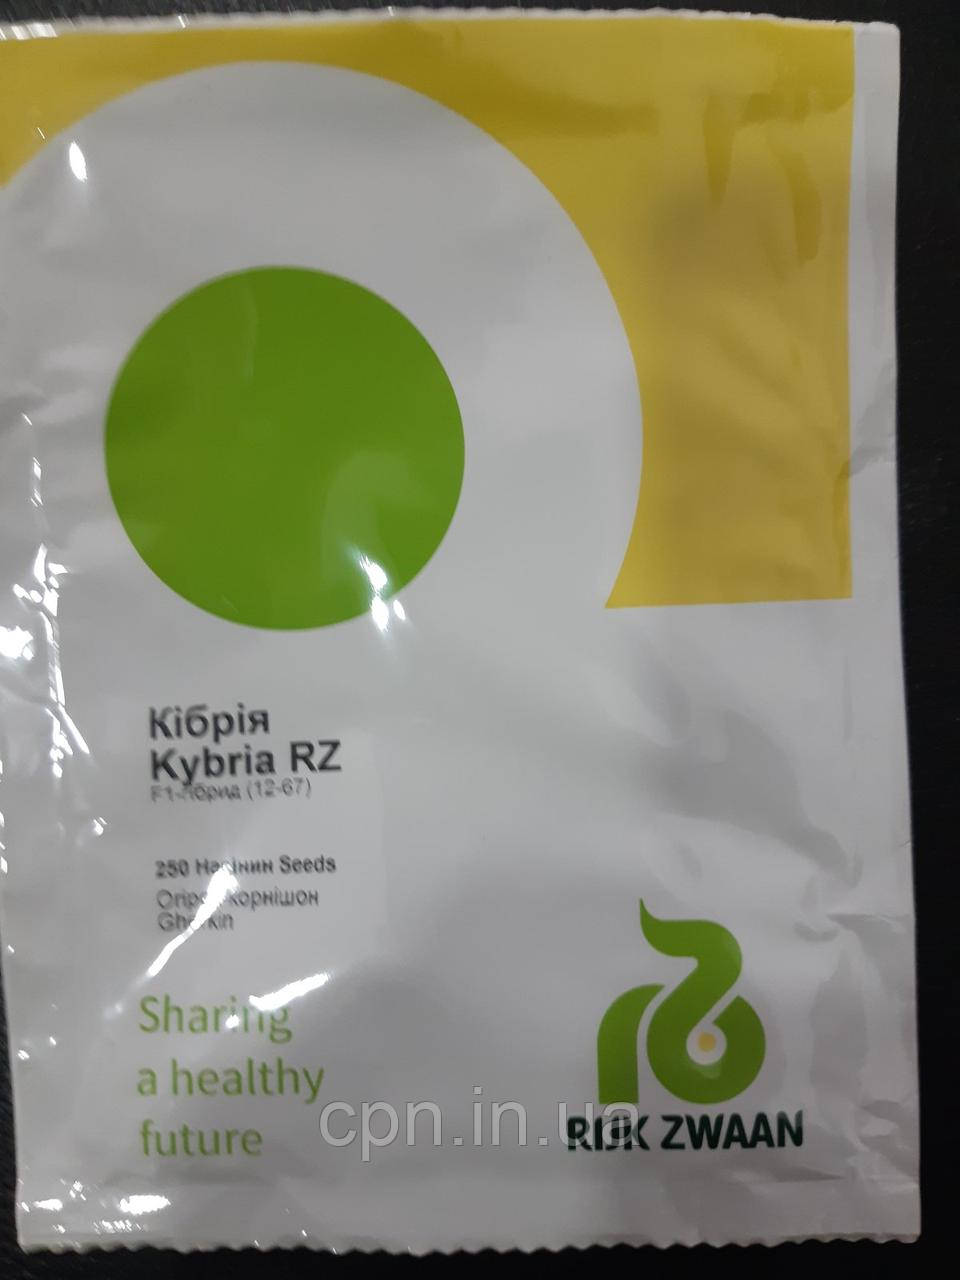 Кібрія
Kybria RZ
F1-гібрид (12-67)
250 Насінин Seeds
Огірок-корнішон
Gherkin
Sharing
a healthy
future
cpn.in.ua
RIJK ZWAAN